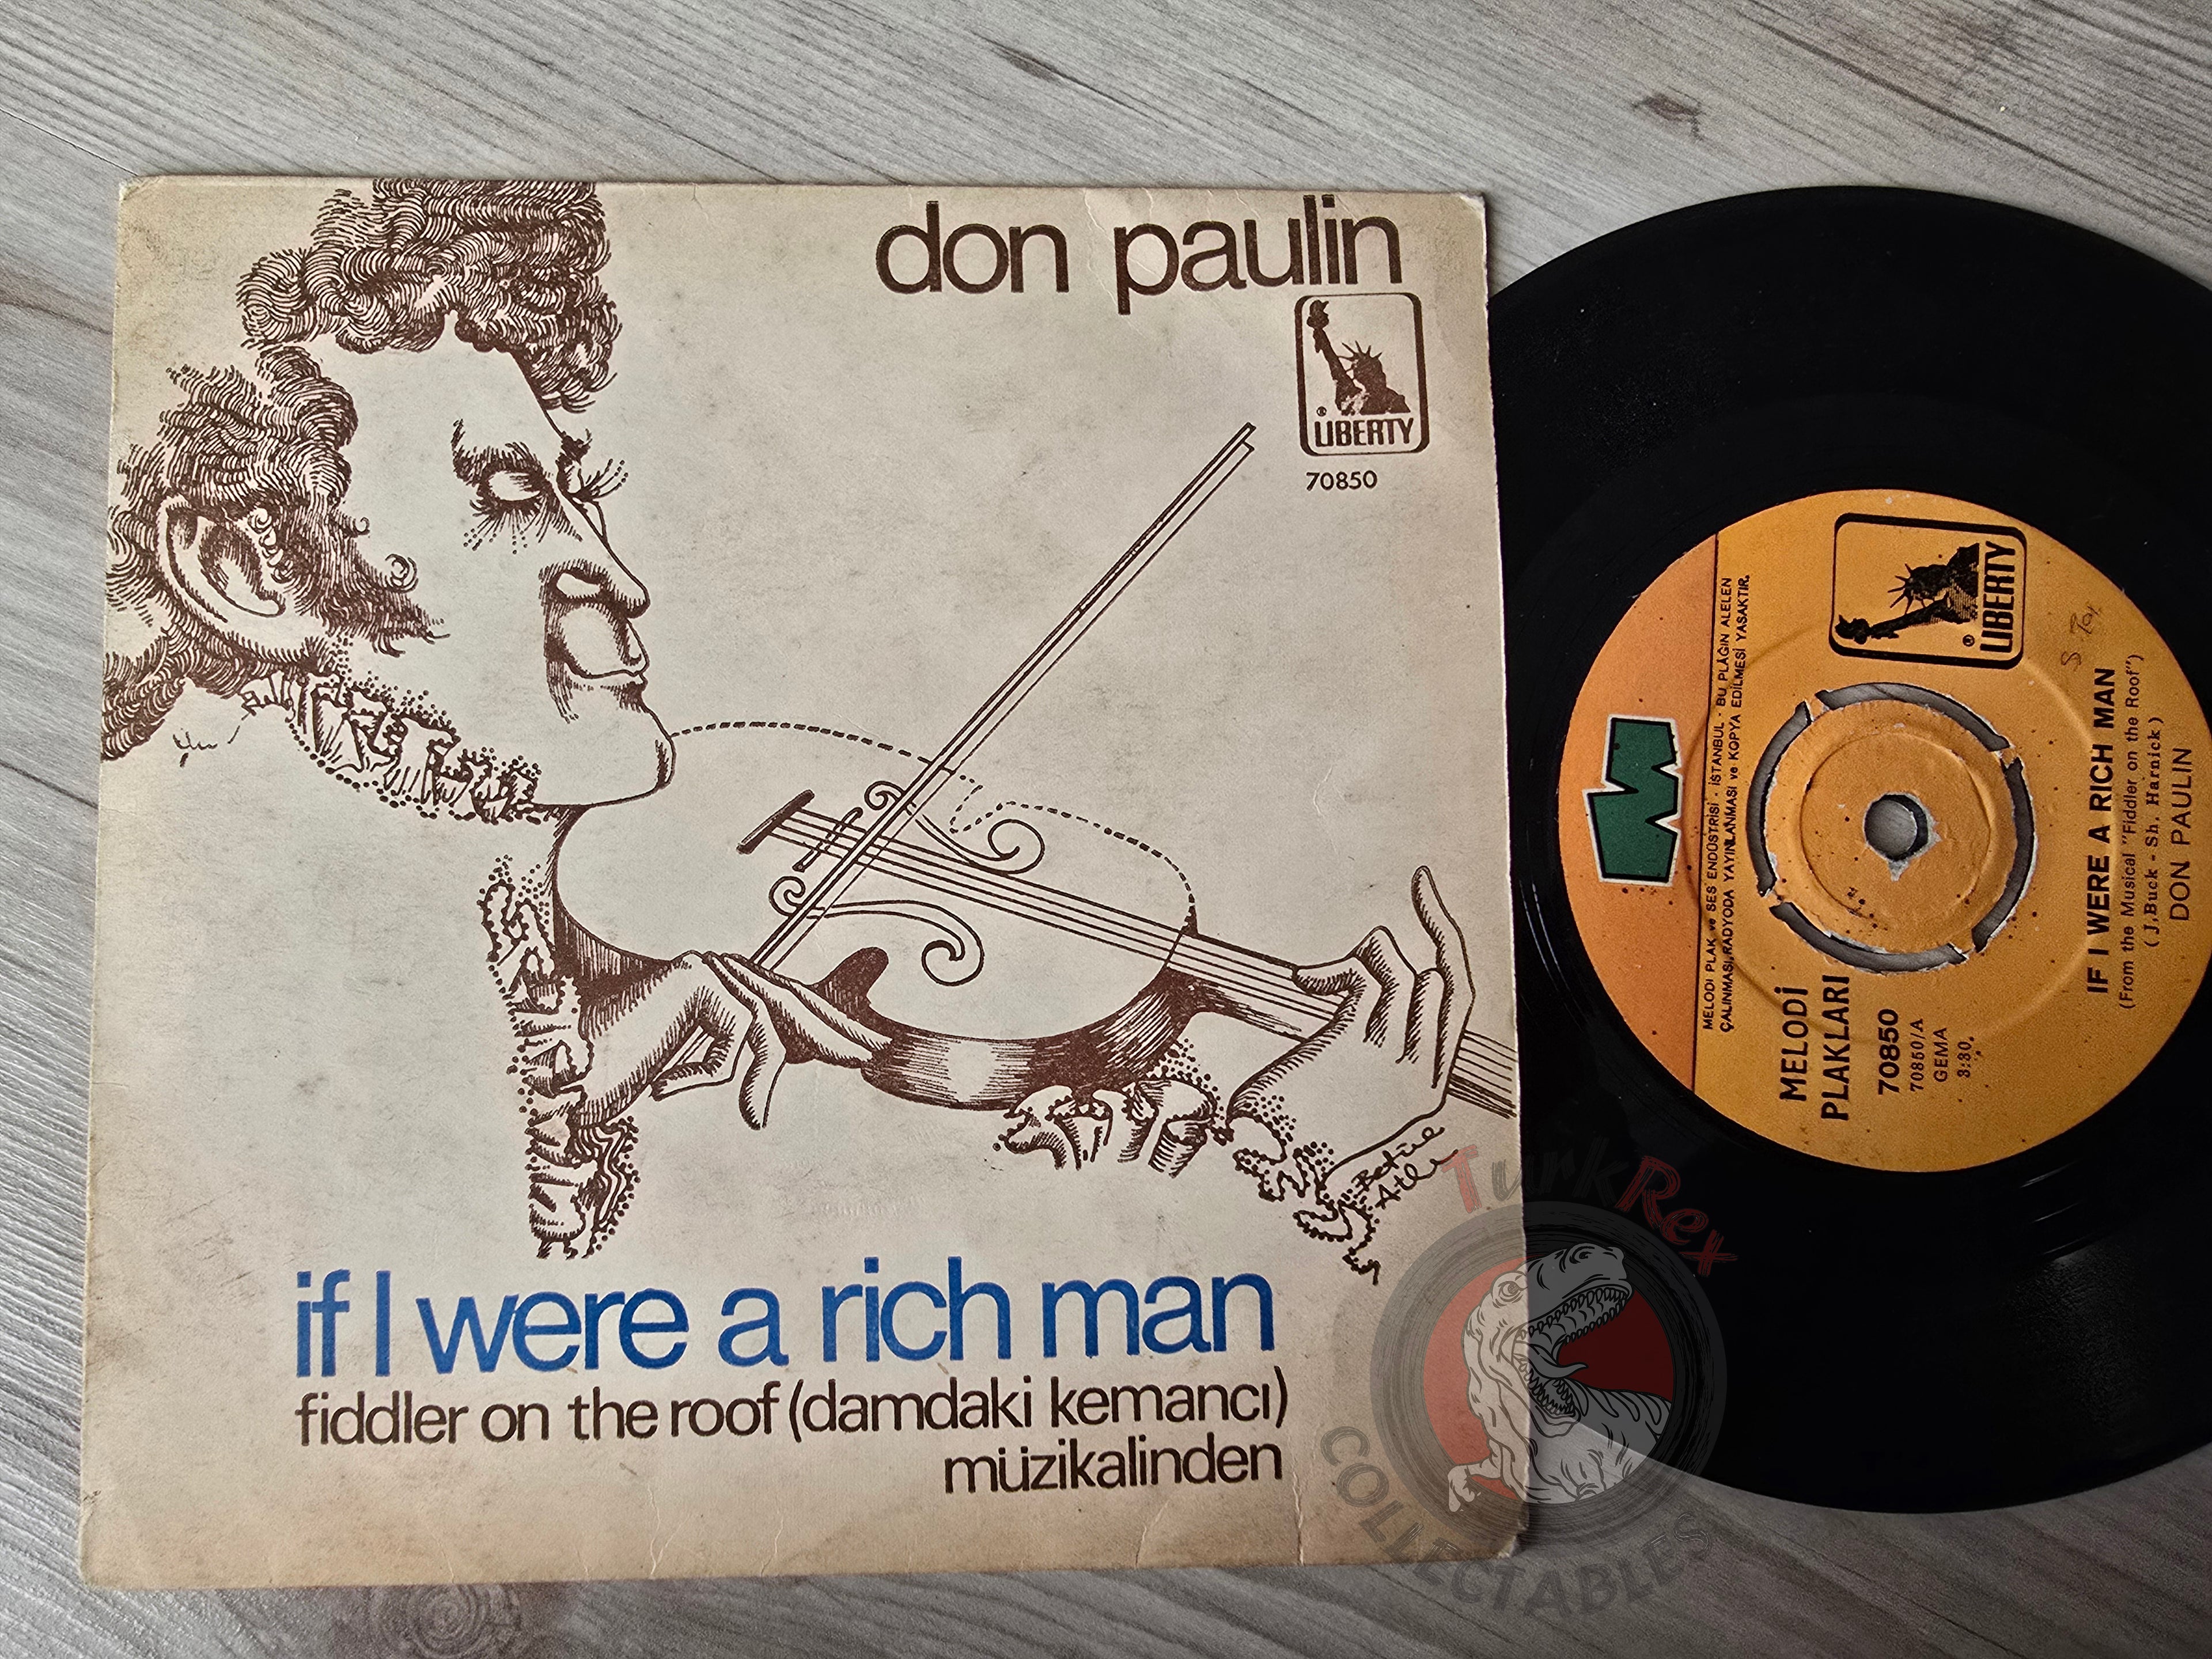 don paulin
® LIBERTY
70850
Betûe
if I were a rich man
fiddler on the roof (damdaki kemancı)
müzikalinden
® LIBERTY
MELODİ PLAK ve SES ENDÜSTRİSİ - İSTANBUL - BU PLÂĞIN ALELEN
ÇALINMASI, RADYODA YAYINLANMASI ve KOPYA EDİLMESİ YASAKTIR.
MELODİ
PLAKLARI
70850
70850/A
GEMA
3:30
IF I WERE A RICH MAN
(From the Musical "Fiddler on the Roof")
(J,Buck - Sh. Harnick)
DON PAULIN
TurkRex
COLLECTABLES